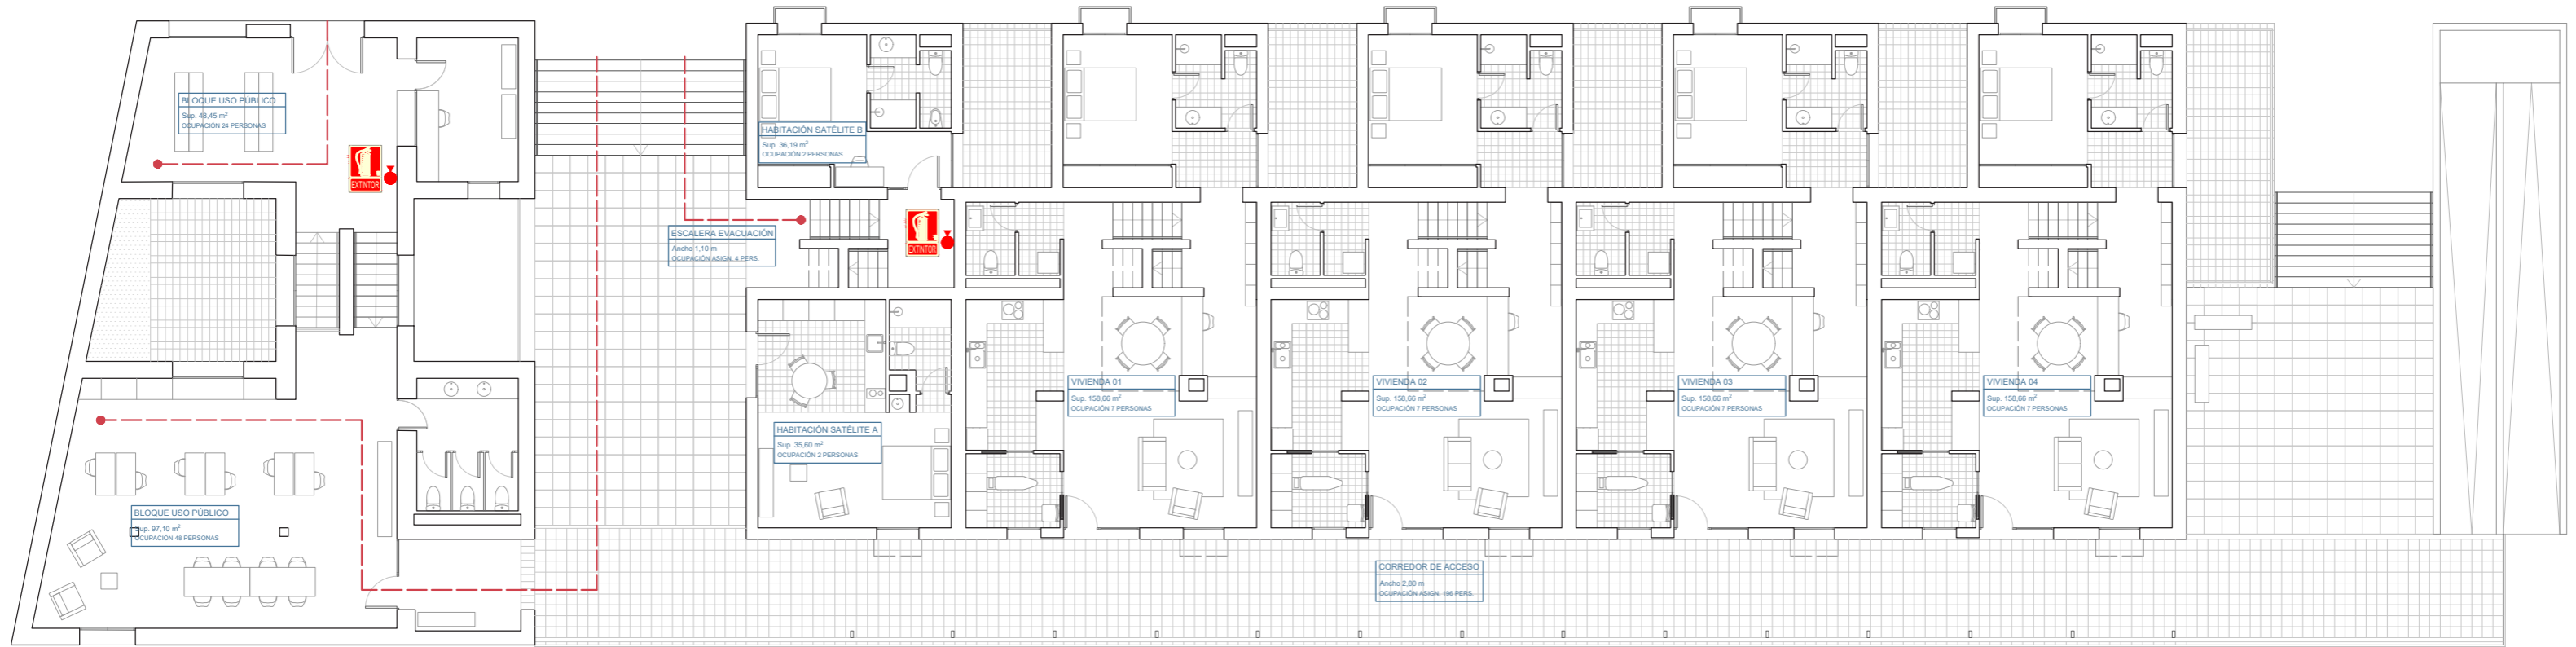 BLOQUE USO PÚBLICO
Sup. 48,45 m²
OCUPACIÓN 24 PERSONAS
EXTINTOR
HABITACIÓN SATÉLITE B
Sup. 36,19 m²
OCUPACIÓN 2 PERSONAS
ESCALERA EVACUACIÓN
Ancho 1,10 m
OCUPACIÓN ASIGN. 4 PERS.
EXTINTOR
VIVIENDA 01
Sup. 158,66 m²
OCUPACIÓN 7 PERSONAS
VIVIENDA 02
Sup. 158,66 m²
OCUPACIÓN 7 PERSONAS
VIVIENDA 03
Sup. 158,66 m²
OCUPACIÓN 7 PERSONAS
VIVIENDA 04
Sup. 158,66 m²
OCUPACIÓN 7 PERSONAS
HABITACIÓN SATÉLITE A
Sup. 35,60 m²
OCUPACIÓN 2 PERSONAS
BLOQUE USO PÚBLICO
Sup. 97,10 m²
OCUPACIÓN 48 PERSONAS
CORREDOR DE ACCESO
Ancho 2,80 m
OCUPACIÓN ASIGN. 196 PERS.